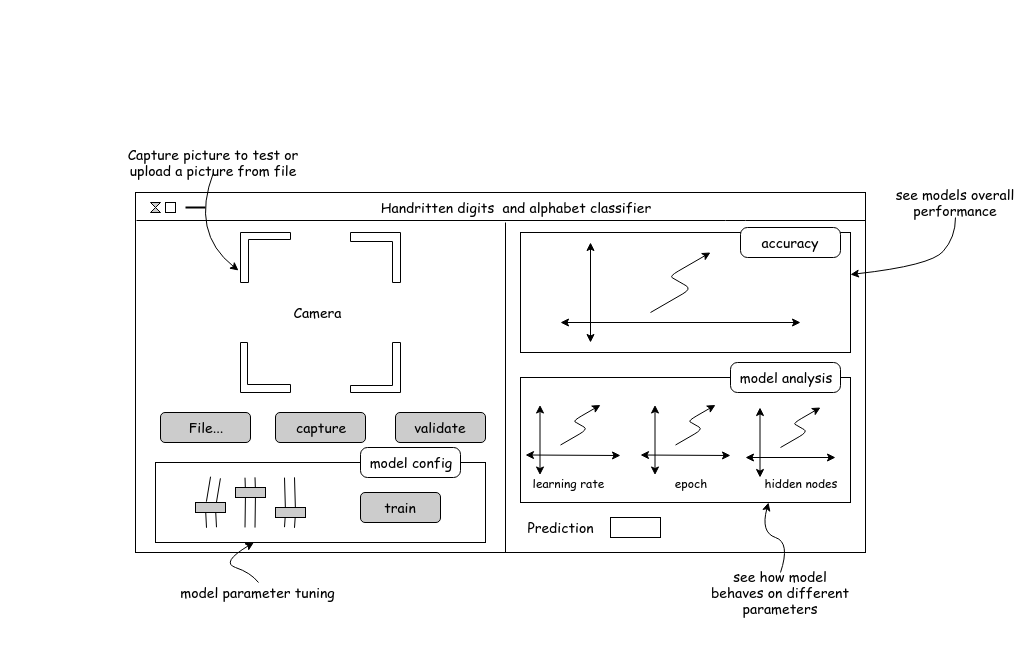 Capture picture to test or
upload a picture from file
see models overall
performance
Handritten digits and alphabet classifier
accuracy
Camera
model analysis
File...
capture
validate
model config
learning rate
epoch
hidden nodes
train
Prediction
model parameter tuning
see how model
behaves on different
parameters